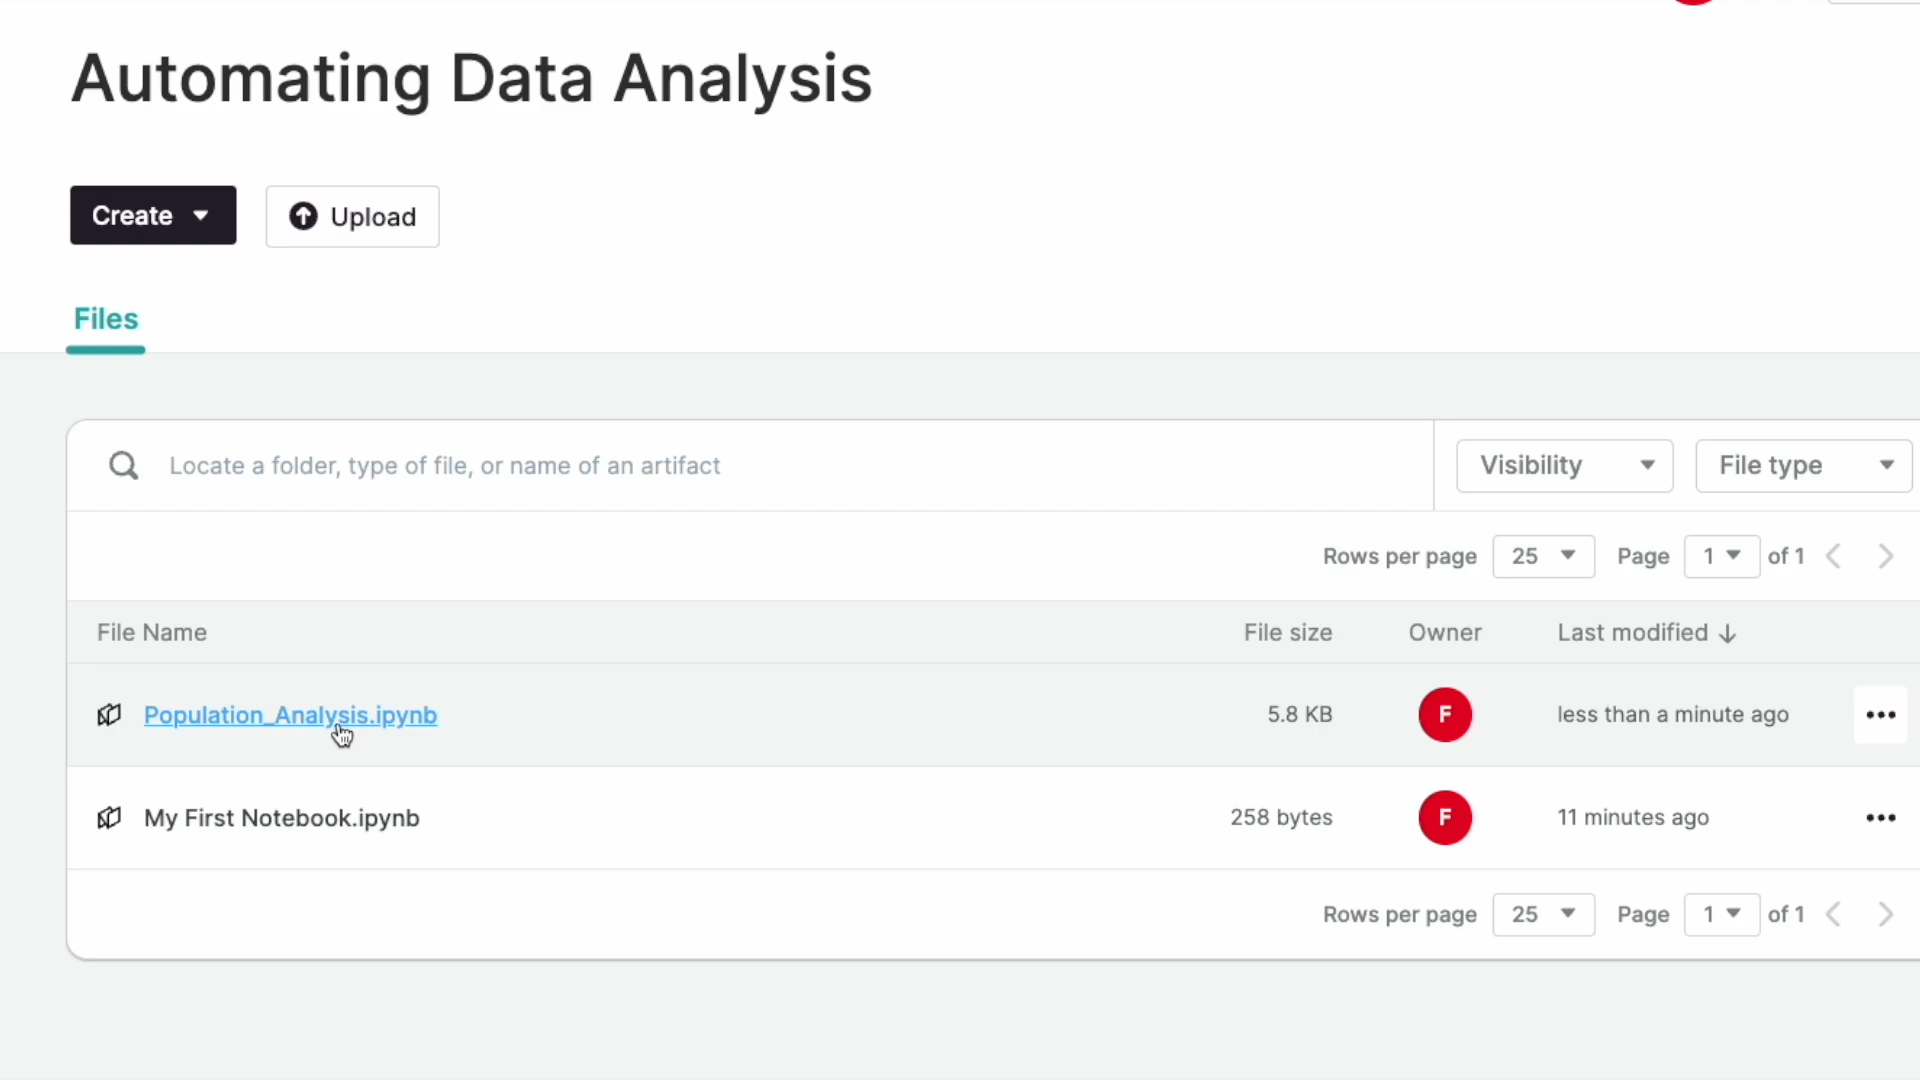 Automating Data Analysis
Create
Upload
Files
Locate a folder, type of file, or name of an artifact
Visibility
File type
Rows per page 25 Page 1 of 1
File Name File size Owner Last modified ↓
Population_Analysis.ipynb 5.8 KB F less than a minute ago
My First Notebook.ipynb 258 bytes F 11 minutes ago
Rows per page 25 Page 1 of 1